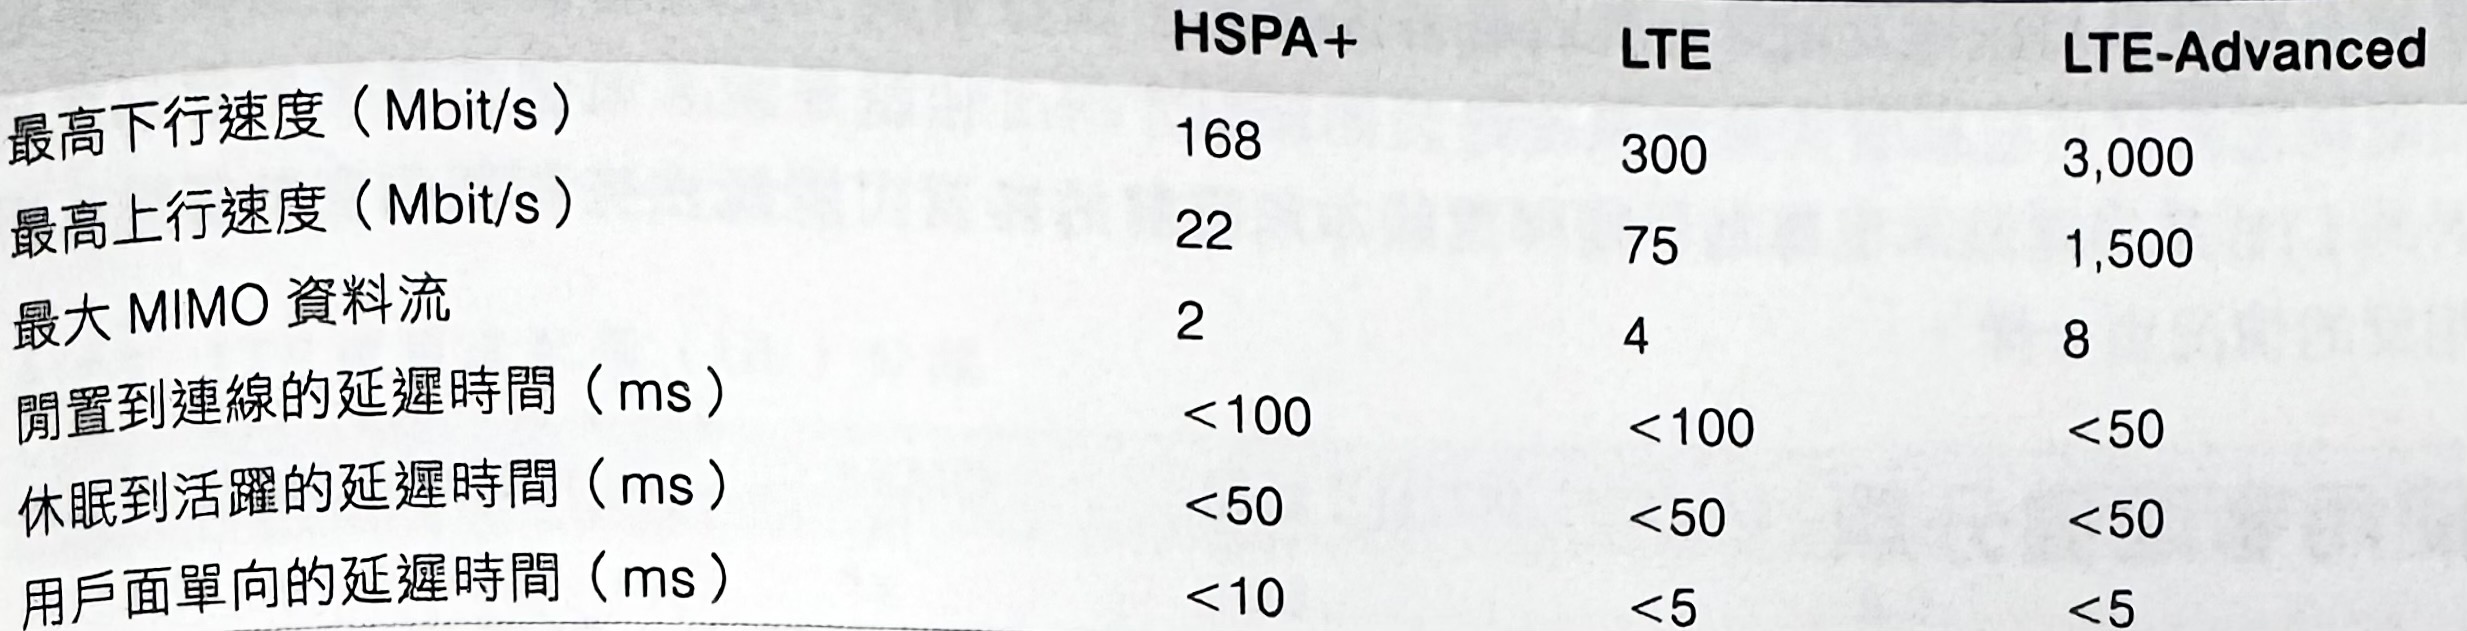 HSPA+ LTE LTE-Advanced
最高下行速度（Mbit/s） 168 300 3,000
最高上行速度（Mbit/s） 22 75 1,500
最大 MIMO 資料流 2 4 8
閒置到連線的延遲時間（ms） <100 <100 <50
休眠到活躍的延遲時間（ms） <50 <50 <50
用戶面單向的延遲時間（ms） <10 <5 <5